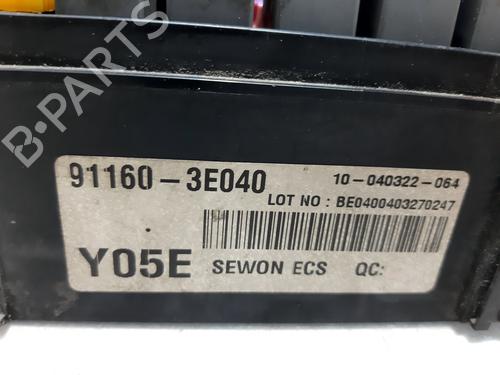 B-PARTS
91160-3E040
10-040322-064
LOT NO : BE0400403270247
Y05E
SEWON ECS QC: